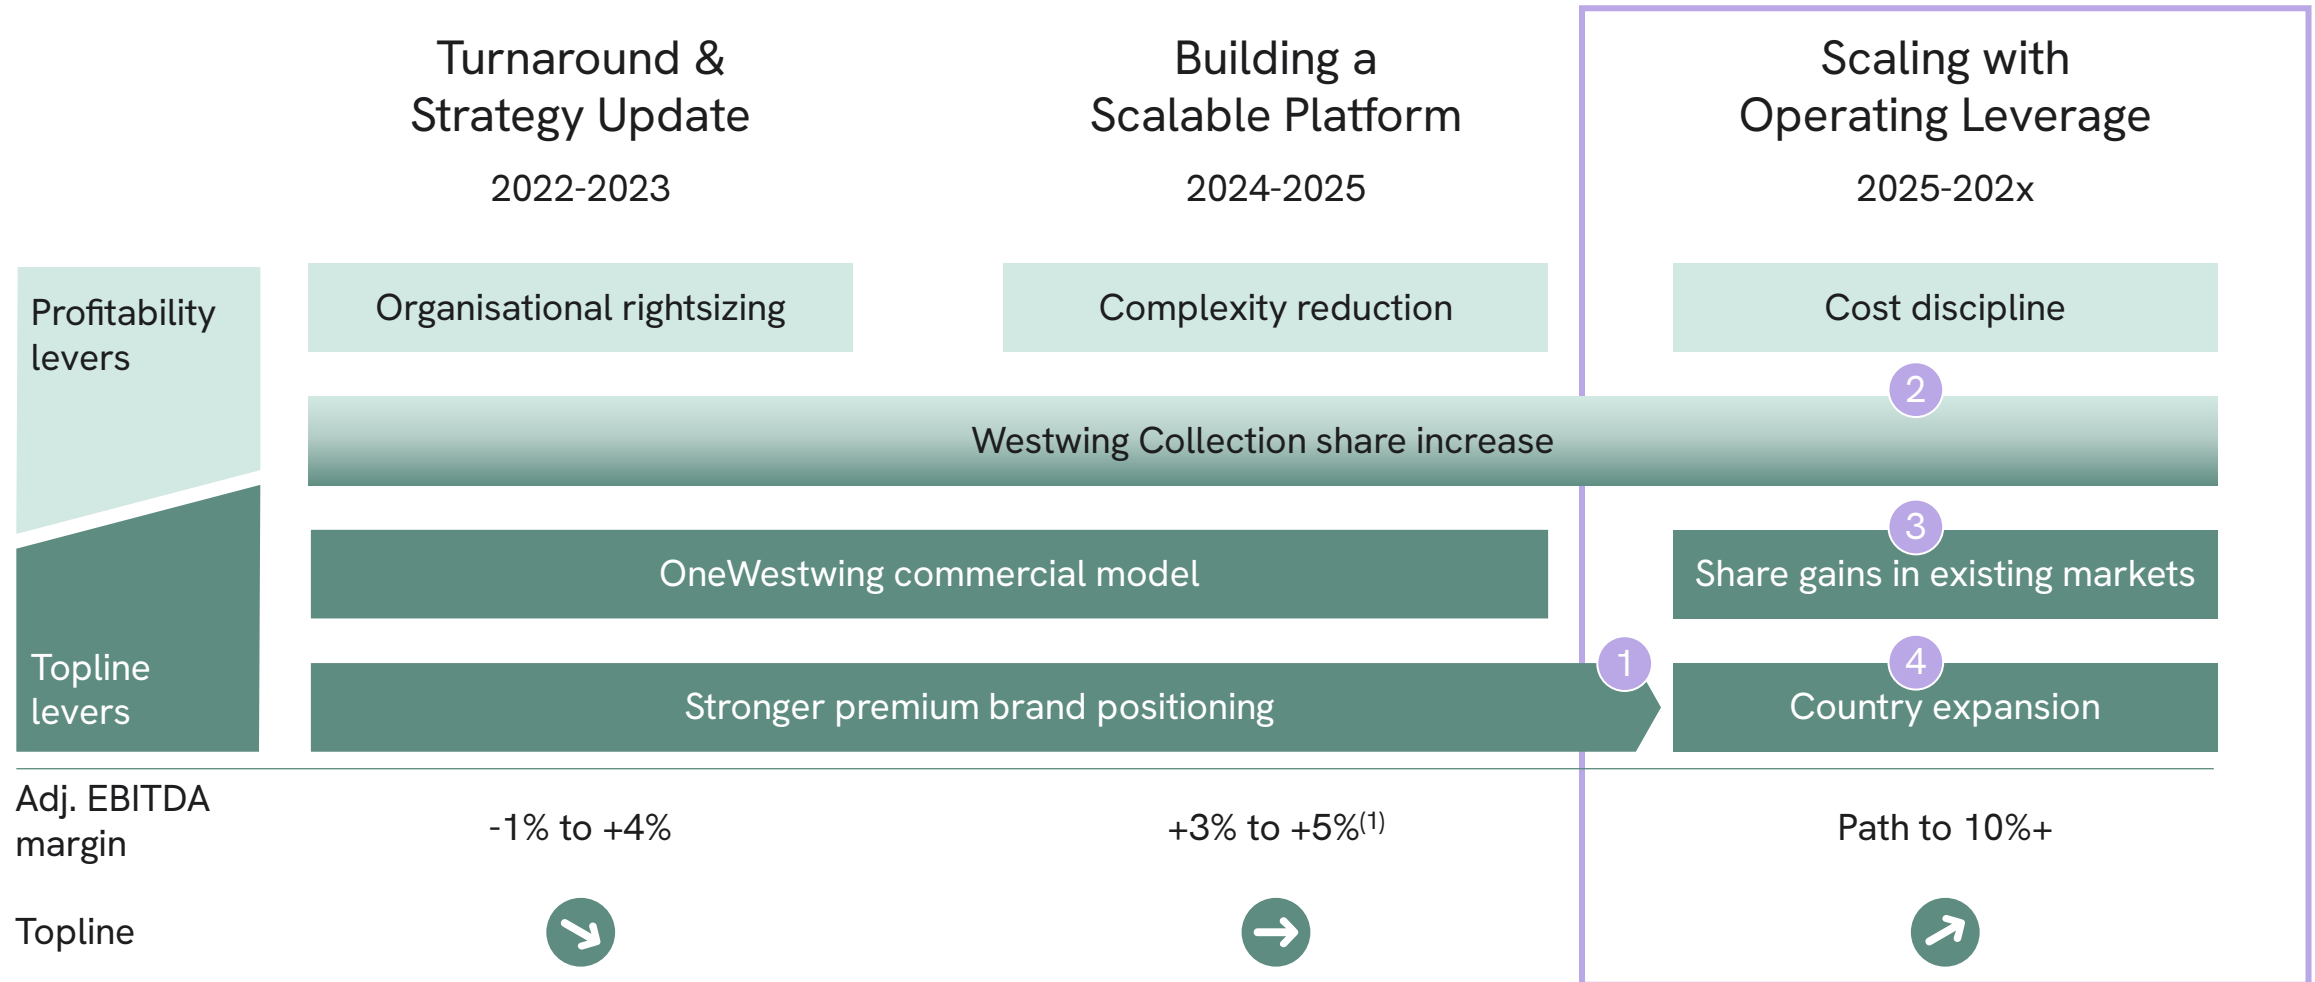 Turnaround &
Strategy Update
2022-2023
Building a
Scalable Platform
2024-2025
Scaling with
Operating Leverage
2025-202x
Profitability
levers
Organisational rightsizing
Complexity reduction
Cost discipline
2
Westwing Collection share increase
3
OneWestwing commercial model
Share gains in existing markets
Topline
levers
1
4
Stronger premium brand positioning
Country expansion
Adj. EBITDA
margin
-1% to +4%
+3% to +5%(1)
Path to 10%+
Topline